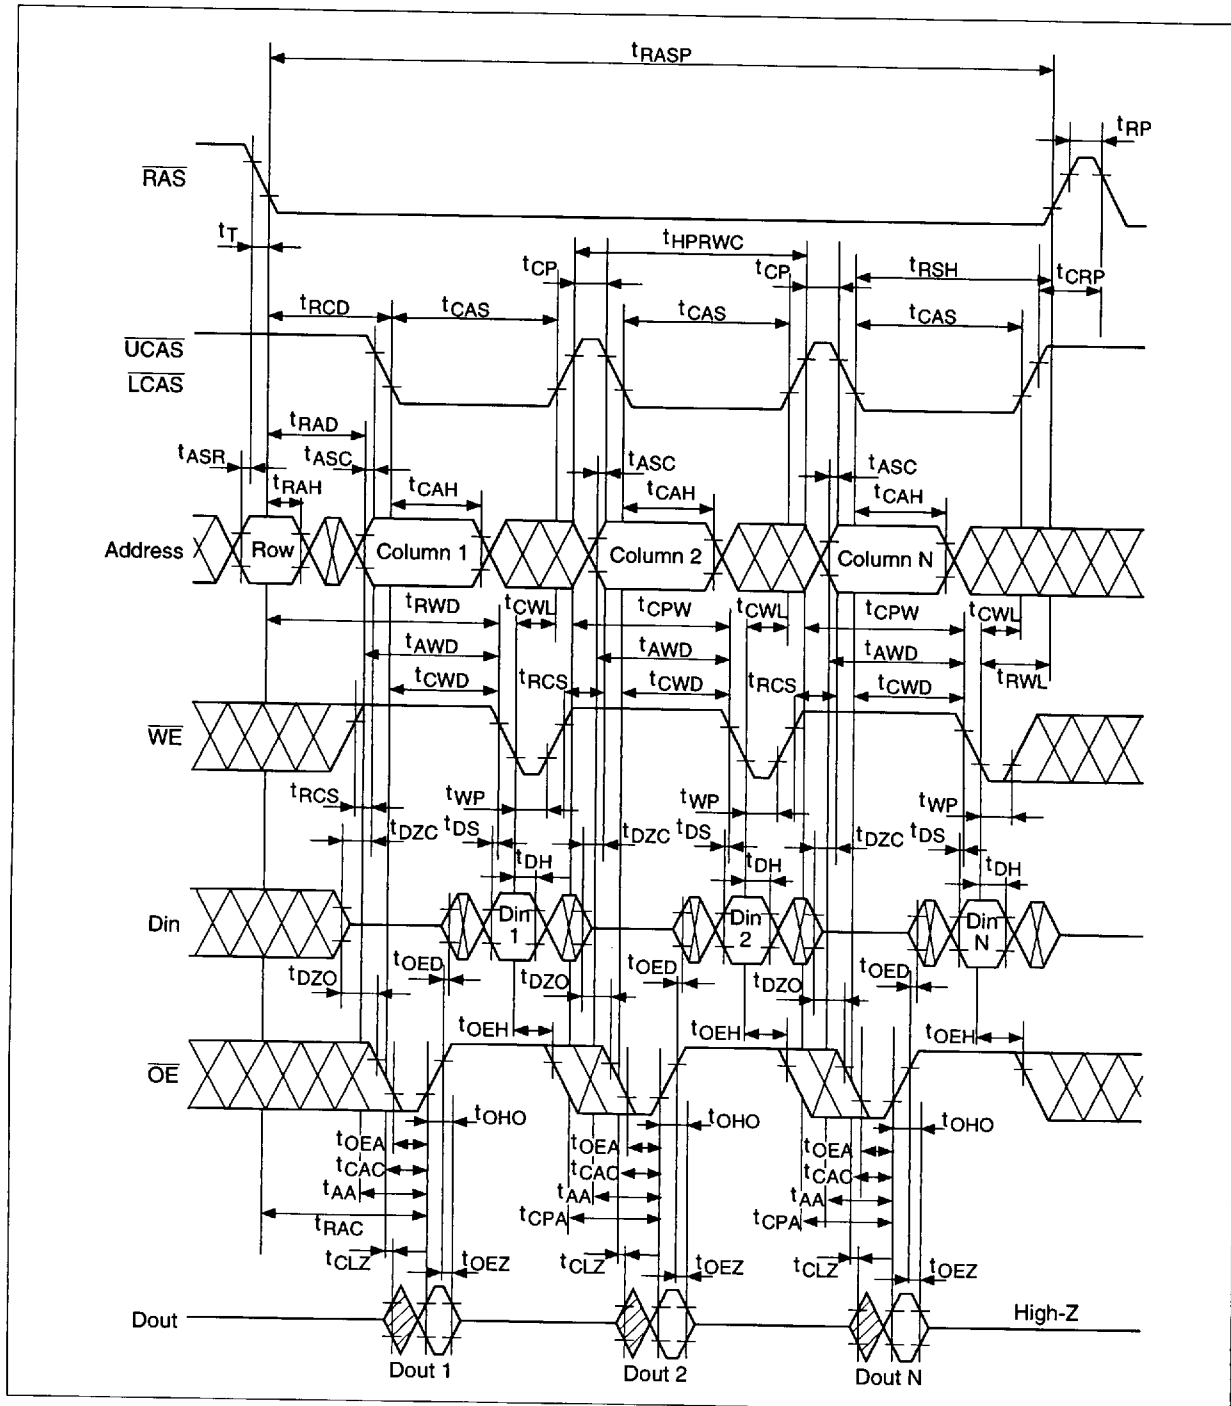 tRASP
tRP
RAS
tT
tHPRWC
tCP
tCP
tRSH
tCRP
tRCD
tCAS
tCAS
tCAS
UCAS
LCAS
tRAD
tASR
tASC
tASC
tASC
tRAH
tCAH
tCAH
tCAH
Address
Row
Column 1
Column 2
Column N
tRWD
tCWL
tCPW
tCWL
tCPW
tCWL
tAWD
tAWD
tAWD
tCWD
tRCS
tCWD
tRCS
tCWD
tRWL
WE
tRCS
tWP
tWP
tWP
tDZC
tDS
tDZC
tDS
tDZC
tDS
tDH
tDH
tDH
Din
Din 1
Din 2
Din N
tDZO
tOED
tDZO
tOED
tDZO
tOED
tOEH
tOEH
tOEH
OE
tOHO
tOHO
tOHO
tOEA
tOEA
tOEA
tCAC
tCAC
tCAC
tAA
tAA
tAA
tRAC
tCPA
tCPA
tCLZ
tOEZ
tCLZ
tOEZ
tCLZ
tOEZ
Dout
High-Z
Dout 1
Dout 2
Dout N